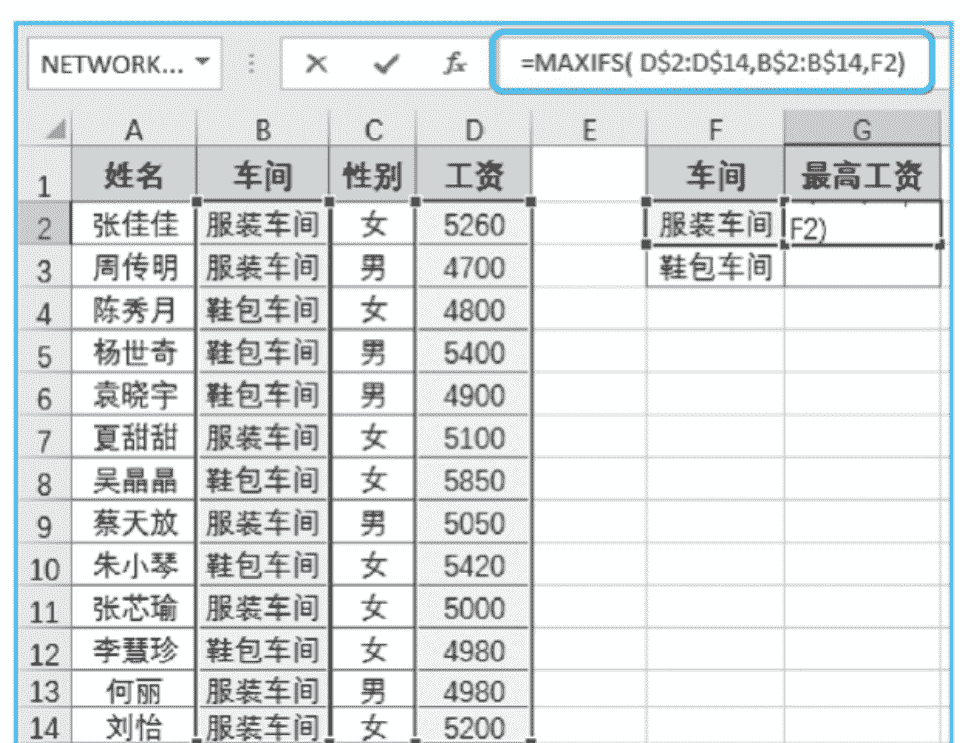 NETWORK... =MAXIFS( D$2:D$14,B$2:B$14,F2)
A B C D E F G
1 姓名 车间 性别 工资 车间 最高工资
2 张佳佳 服装车间 女 5260 服装车间 F2)
3 周传明 服装车间 男 4700 鞋包车间
4 陈秀月 鞋包车间 女 4800
5 杨世奇 鞋包车间 男 5400
6 袁晓宇 鞋包车间 男 4900
7 夏甜甜 服装车间 女 5100
8 吴晶晶 鞋包车间 女 5850
9 蔡天放 服装车间 男 5050
10 朱小琴 鞋包车间 女 5420
11 张芯瑜 服装车间 女 5000
12 李慧珍 鞋包车间 女 4980
13 何丽 服装车间 男 4980
14 刘怡 服装车间 女 5200